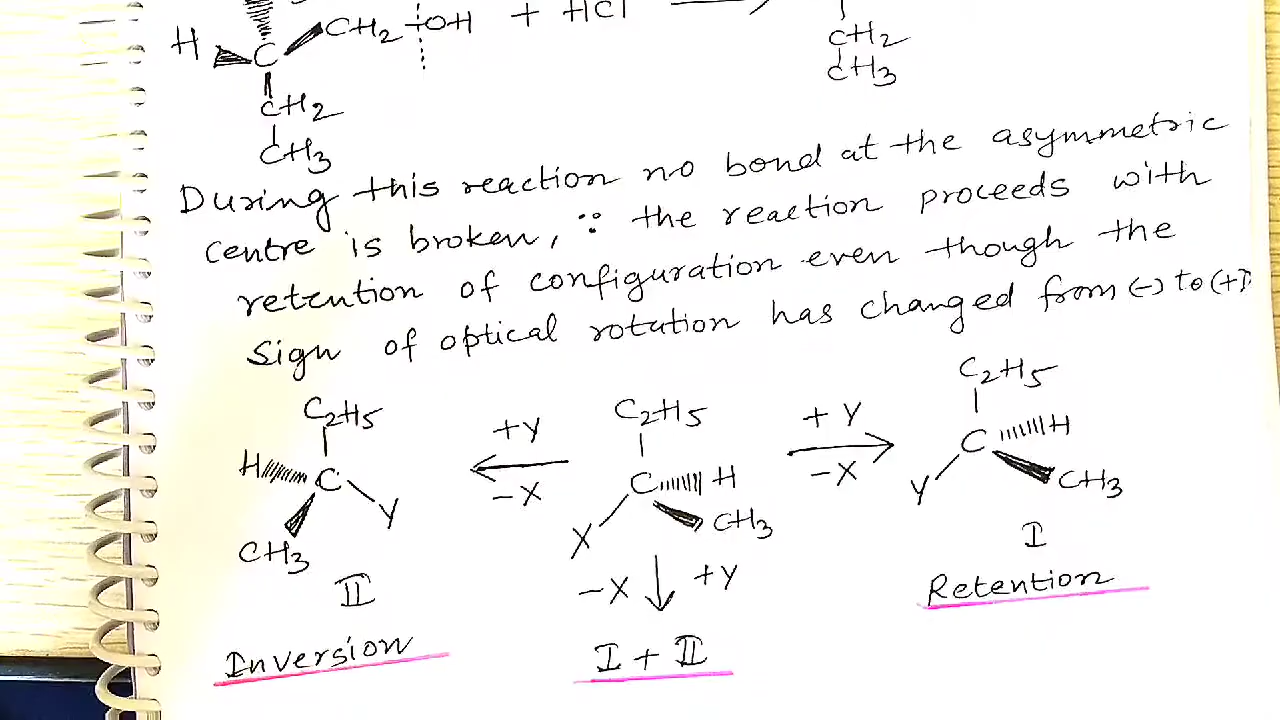 H C CH2 OH + HCl CH2
CH2 CH3
CH3
During this reaction no bond at the asymmetric
centre is broken, ∵ the reaction proceeds with
retention of configuration even though the
sign of optical rotation has changed from (-) to (+)
C2H5 +Y C2H5 +Y C2H5
H C Y -X C H -X C H
CH3 X CH3 Y CH3
II -X +Y I
Inversion I + II Retention